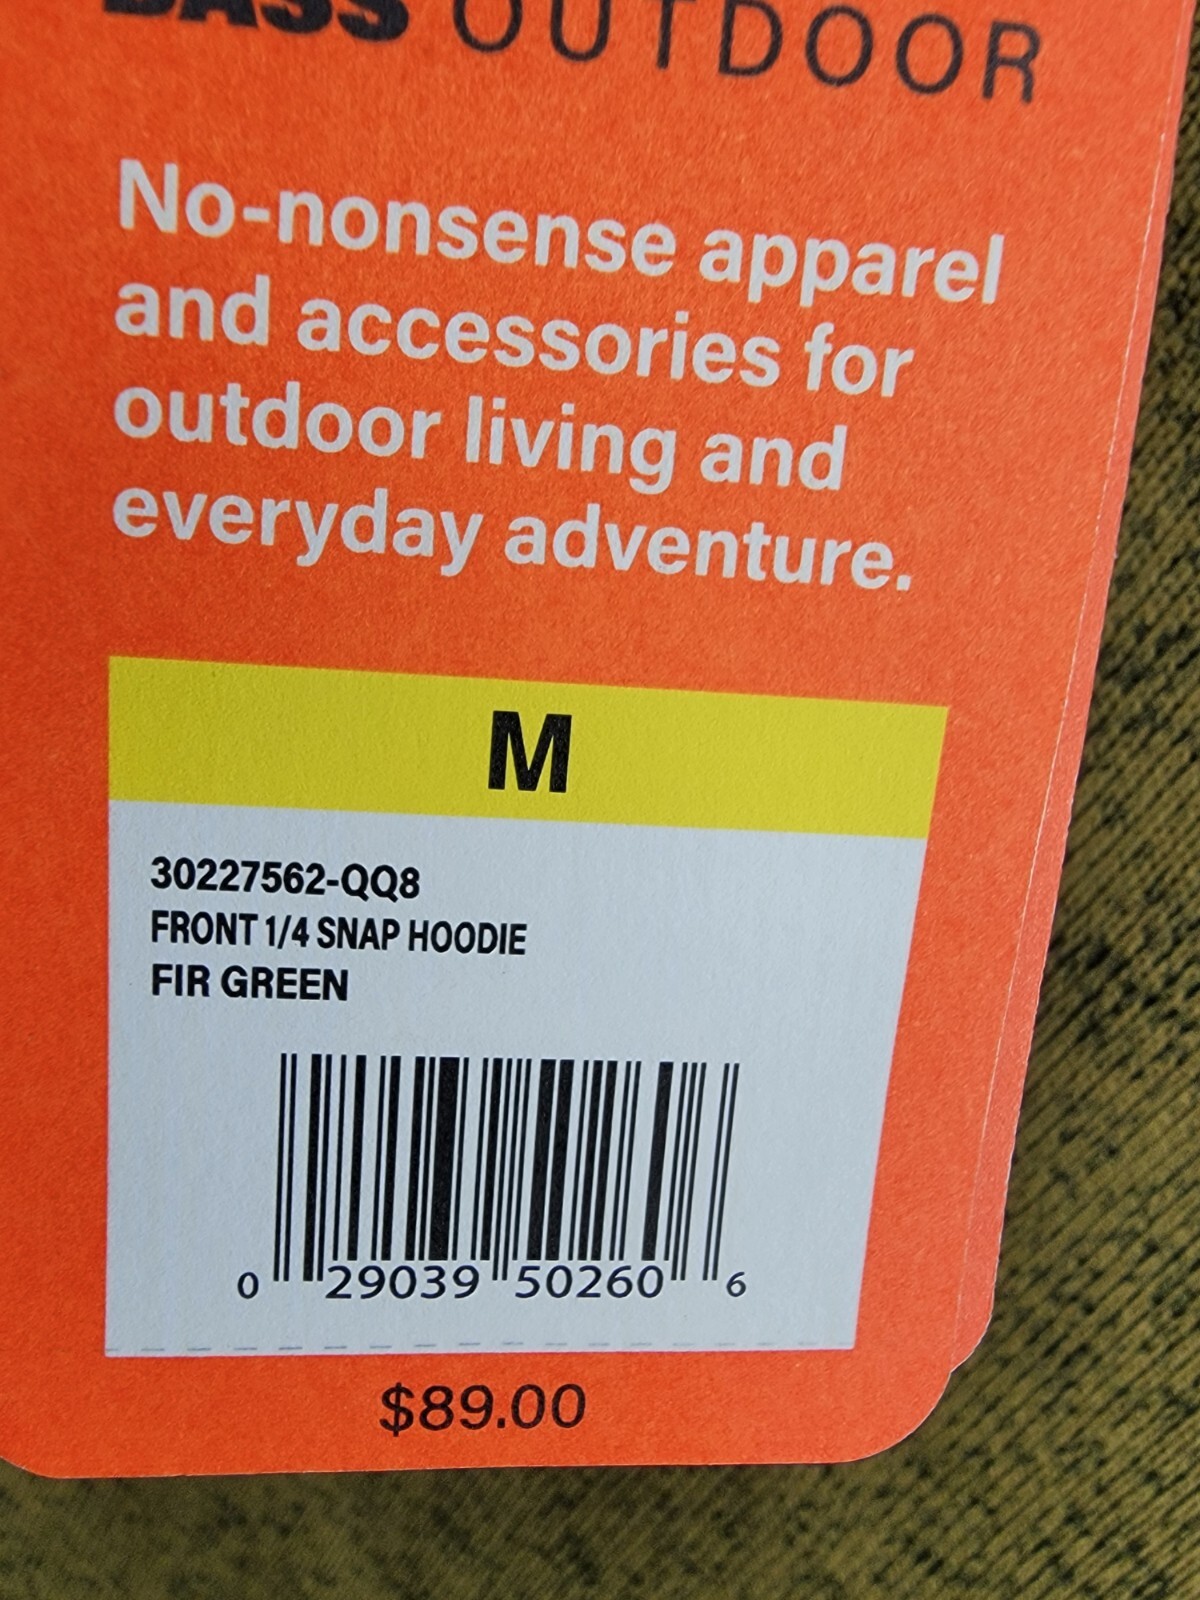 BASS OUTDOOR
No-nonsense apparel
and accessories for
outdoor living and
everyday adventure.
M
30227562-QQ8
FRONT 1/4 SNAP HOODIE
FIR GREEN
0 29039 50260 6
$89.00